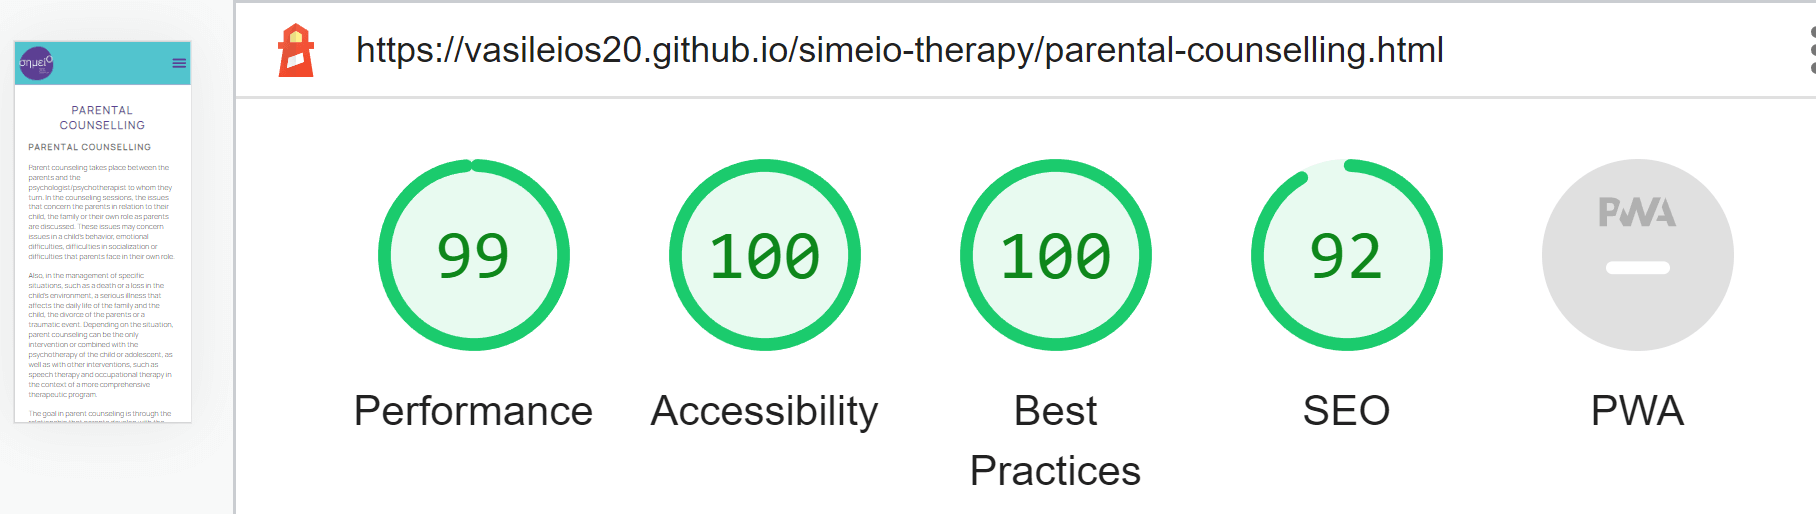 σημείο
PARENTAL
COUNSELLING
PARENTAL COUNSELLING
Parent counseling takes place between the
parents and the
psychologist/psychotherapist to whom they
turn. In the counseling sessions, the issues
that concern the parents in relation to their
child, the family or their own role as parents
are discussed. These issues may concern
issues in a child's behavior, emotional
difficulties, difficulties in socialization or
difficulties that parents face in their own role.
Also, in the management of specific
situations, such as a death or a loss in the
child's environment, a serious illness that
affects the daily life of the family and the
child, the divorce of the parents or a
traumatic event. Depending on the situation,
parent counseling can be the only
intervention or combined with the
psychotherapy of the child or adolescent, as
well as with other interventions, such as
speech therapy and occupational therapy in
the context of a more comprehensive
therapeutic program.
The goal in parent counseling is through the
https://vasileios20.github.io/simeio-therapy/parental-counselling.html
99
100
100
92
PWA
Performance
Accessibility
Best
Practices
SEO
PWA